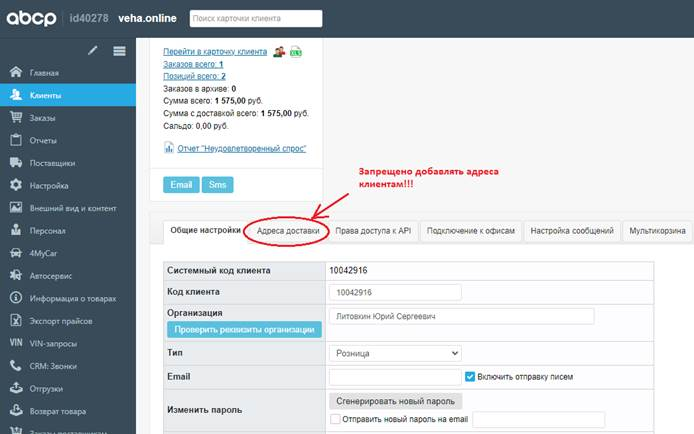 abcp id40278 veha.online Поиск карточки клиента
Главная
Клиенты
Заказы
Отчеты
Поставщики
Настройка
Внешний вид и контент
Персонал
4MyCar
Автосервис
Информация о товарах
Экспорт прайсов
VIN VIN-запросы
CRM: Звонки
Отгрузки
Возврат товара
Заказы поставщикам
Перейти в карточку клиента XLS
Заказов всего: 1
Позиций всего: 2
Заказов в архиве: 0
Сумма всего: 1 575,00 руб.
Сумма с доставкой всего: 1 575,00 руб.
Сальдо: 0,00 руб.
Отчет "Неудовлетворенный спрос"
Email Sms
Запрещено добавлять адреса
клиентам!!!
Общие настройки Адреса доставки Права доступа к API Подключение к офисам Настройка сообщений Мультикорзина
Системный код клиента 10042916
Код клиента 10042916
Организация Литовкин Юрий Сергеевич
Проверить реквизиты организации
Тип Розница
Email Включить отправку писем
Изменить пароль Сгенерировать новый пароль
Отправить новый пароль на email